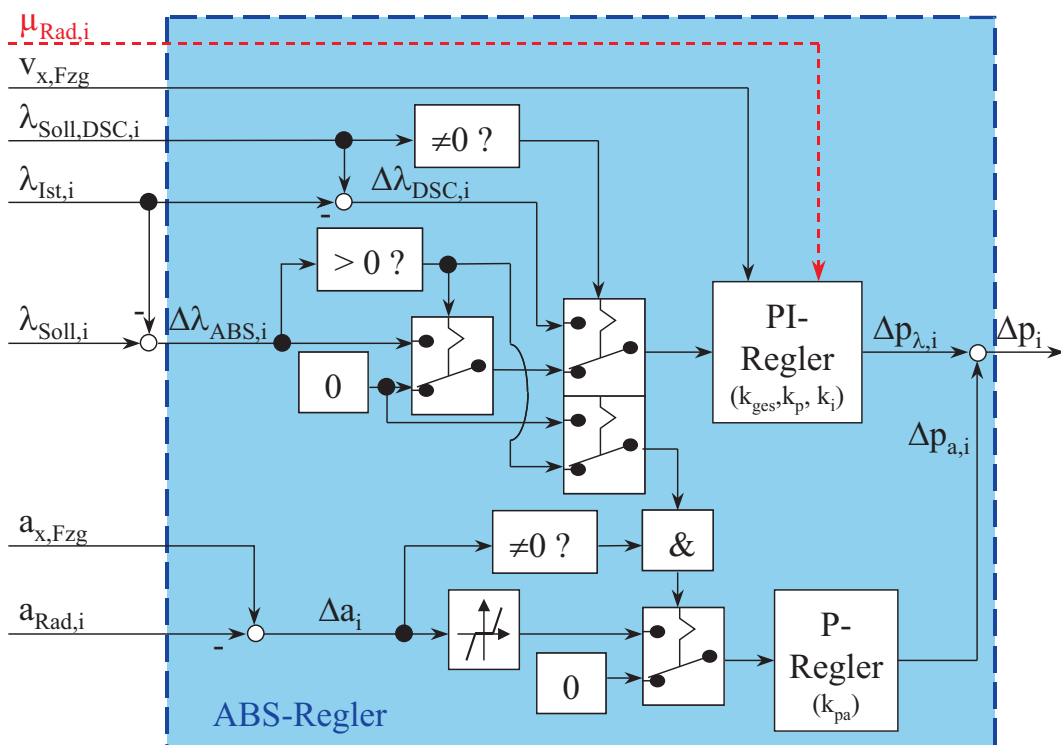 μRad,i
vx,Fzg
λSoll,DSC,i
≠0 ?
λIst,i
-
ΔλDSC,i
> 0 ?
-
λSoll,i
ΔλABS,i
0
PI-
Regler
(kges,kp, ki)
Δpλ,i
Δpi
Δpa,i
ax,Fzg
≠0 ?
&
aRad,i
-
Δai
0
P-
Regler
(kpa)
ABS-Regler